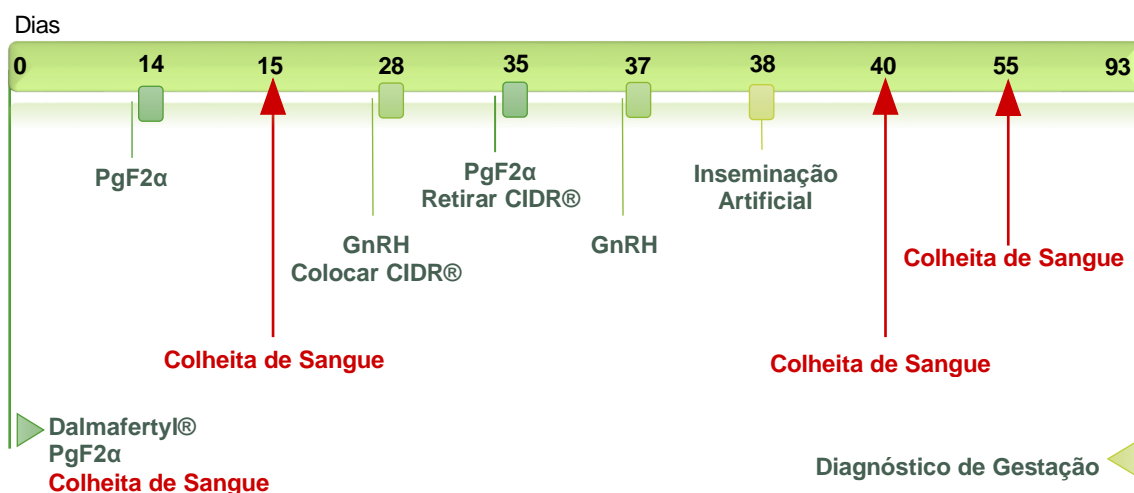 Dias
0 14 15 28 35 37 38 40 55 93
PgF2α
PgF2α
Retirar CIDR®
Inseminação
Artificial
GnRH
Colocar CIDR®
GnRH
Colheita de Sangue
Colheita de Sangue
Colheita de Sangue
Dalmafertyl®
PgF2α
Colheita de Sangue
Diagnóstico de Gestação